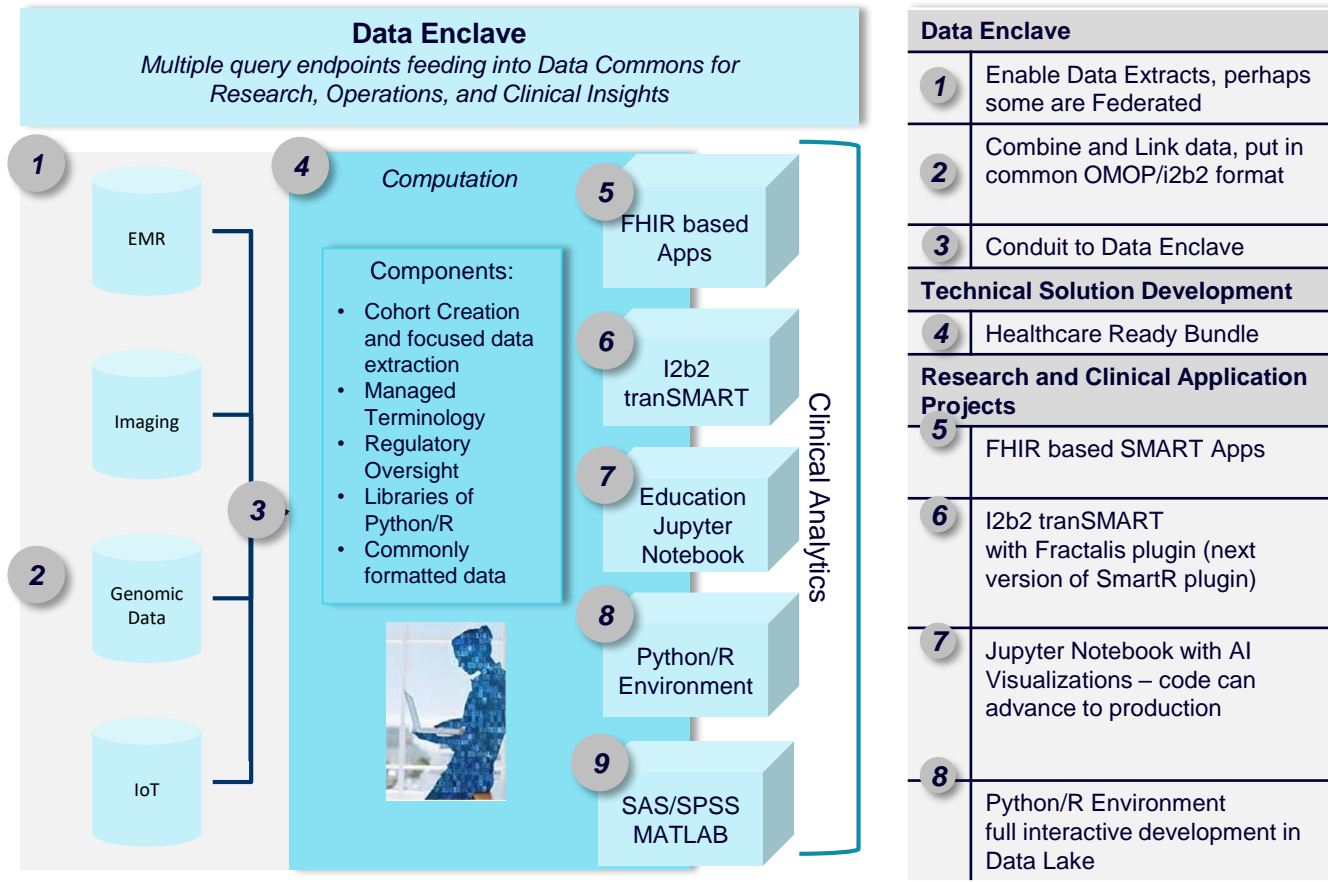 Data Enclave
Multiple query endpoints feeding into Data Commons for
Research, Operations, and Clinical Insights
1
EMR
Imaging
2
Genomic
Data
IoT
3
4
Computation
Components:
• Cohort Creation
and focused data
extraction
• Managed
Terminology
• Regulatory
Oversight
• Libraries of
Python/R
• Commonly
formatted data
5
FHIR based
Apps
6
I2b2
tranSMART
7
Education
Jupyter
Notebook
8
Python/R
Environment
9
SAS/SPSS
MATLAB
Clinical Analytics
Data Enclave
1
Enable Data Extracts, perhaps
some are Federated
2
Combine and Link data, put in
common OMOP/i2b2 format
3
Conduit to Data Enclave
Technical Solution Development
4
Healthcare Ready Bundle
Research and Clinical Application
Projects
5
FHIR based SMART Apps
6
I2b2 tranSMART
with Fractalis plugin (next
version of SmartR plugin)
7
Jupyter Notebook with AI
Visualizations – code can
advance to production
8
Python/R Environment
full interactive development in
Data Lake